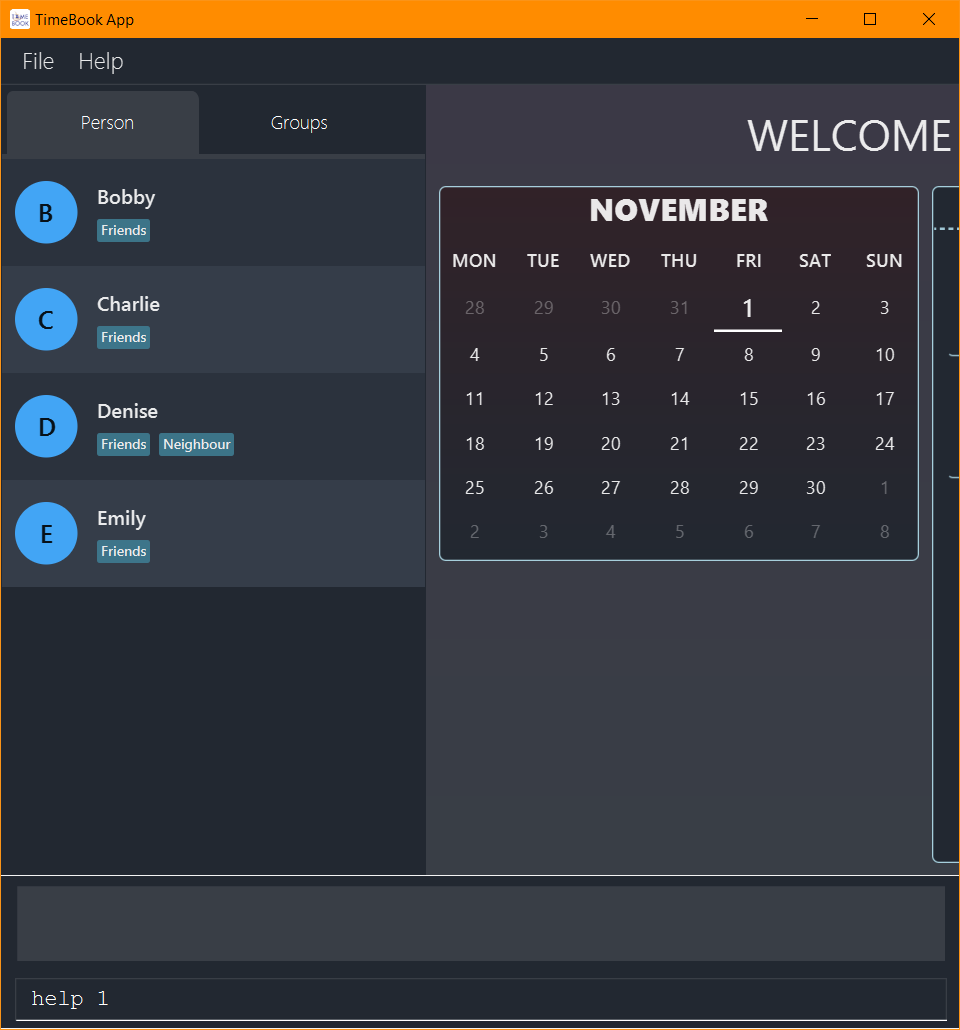 TimeBook App
File Help
Person Groups
B Bobby
Friends
C Charlie
Friends
D Denise
Friends Neighbour
E Emily
Friends
WELCOME
NOVEMBER
MON TUE WED THU FRI SAT SUN
28 29 30 31 1 2 3
4 5 6 7 8 9 10
11 12 13 14 15 16 17
18 19 20 21 22 23 24
25 26 27 28 29 30 1
2 3 4 5 6 7 8
help 1